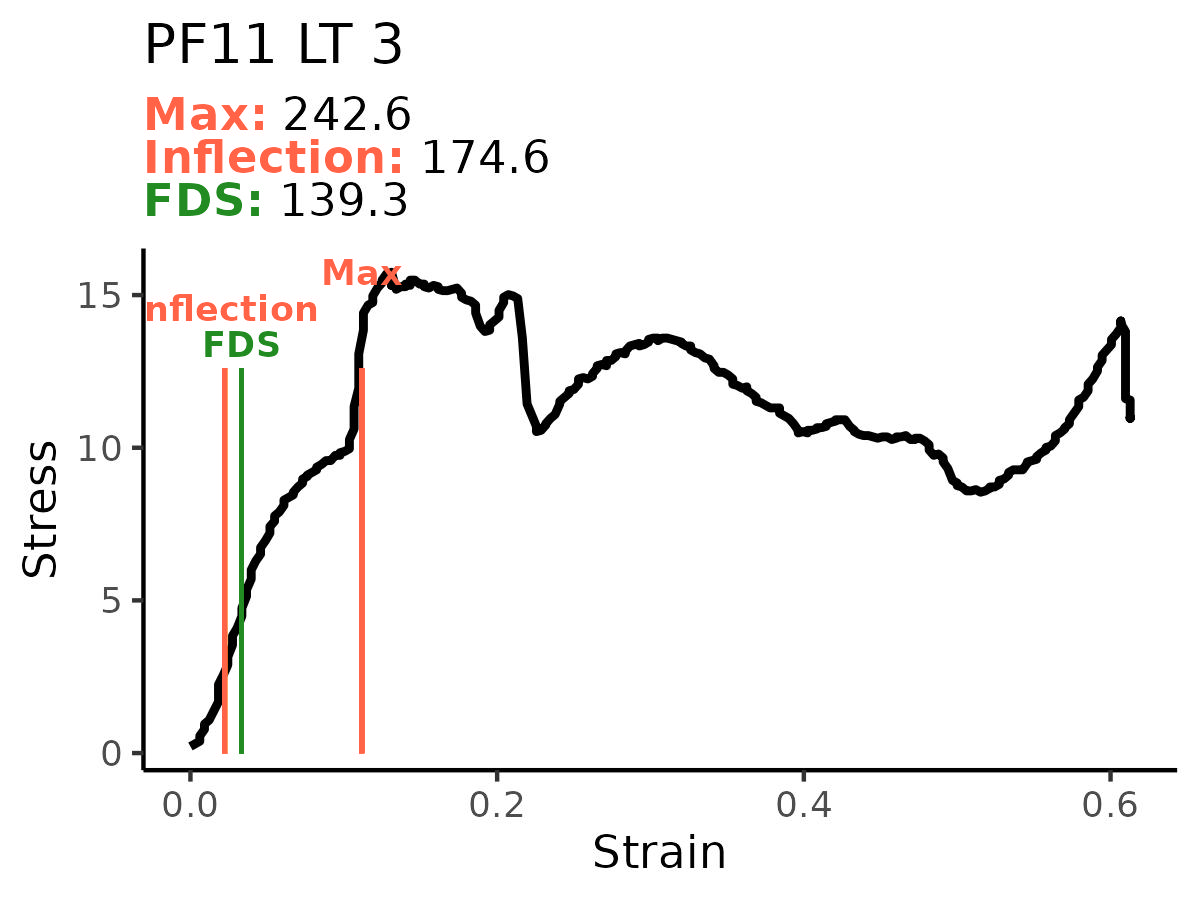 PF11 LT 3
Max: 242.6
Inflection: 174.6
FDS: 139.3
Max
nflection
FDS
15
10
5
0
Stress
0.0 0.2 0.4 0.6
Strain